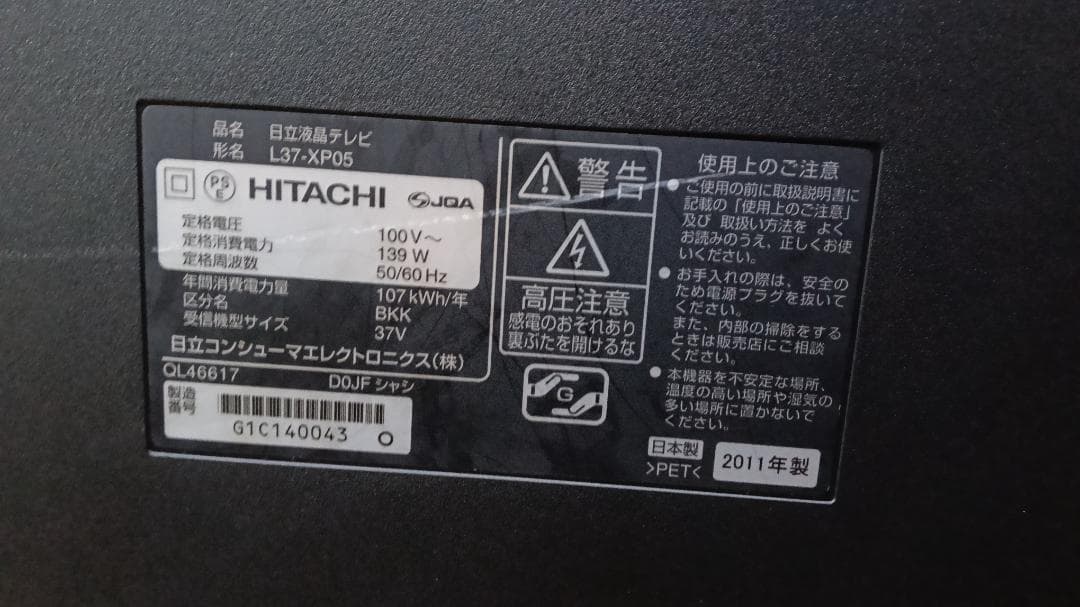 品名 日立液晶テレビ
形名 L37-XP05
PS E HITACHI JQA
定格電圧 100V～
定格消費電力 139 W
定格周波数 50/60 Hz
年間消費電力量 107 kWh/年
区分名 BKK
受信機型サイズ 37V
日立コンシューマエレクトロニクス(株)
QL46617 D0JF シャシ
製造
番号
G1C140043 O
警告
高圧注意
感電のおそれあり
裏ぶたを開けるな
G
使用上のご注意
●ご使用の前に取扱説明書に
記載の「使用上のご注意」
及び 取扱い方法を よく
お読みのうえ、正しくお使
いください。
●お手入れの際は、安全の
ため電源プラグを抜いて
ください。
また、内部の掃除をする
ときは販売店にご相談
ください。
●本機器を不安定な場所、
温度の高い場所や湿気の
多い場所に置かないで
ください。
日本製
>PET<
2011年製